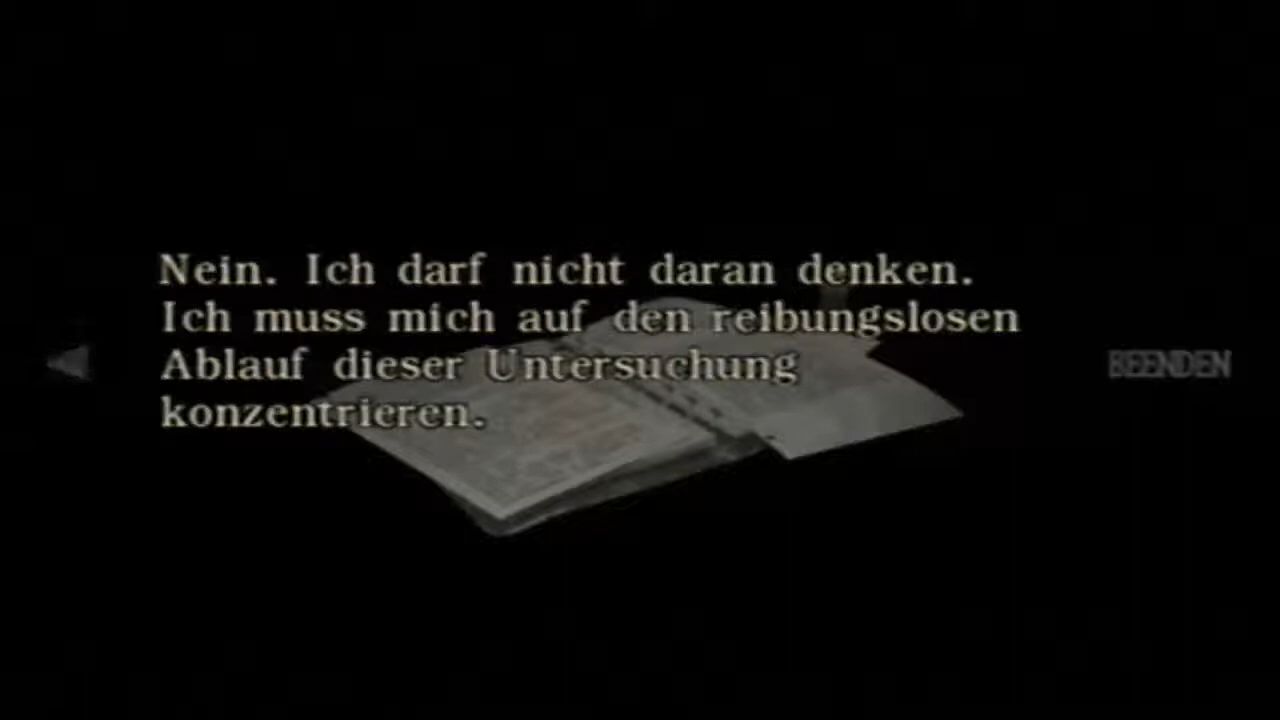 Nein. Ich darf nicht daran denken.
Ich muss mich auf den reibungslosen
Ablauf dieser Untersuchung
konzentrieren.
BEENDEN